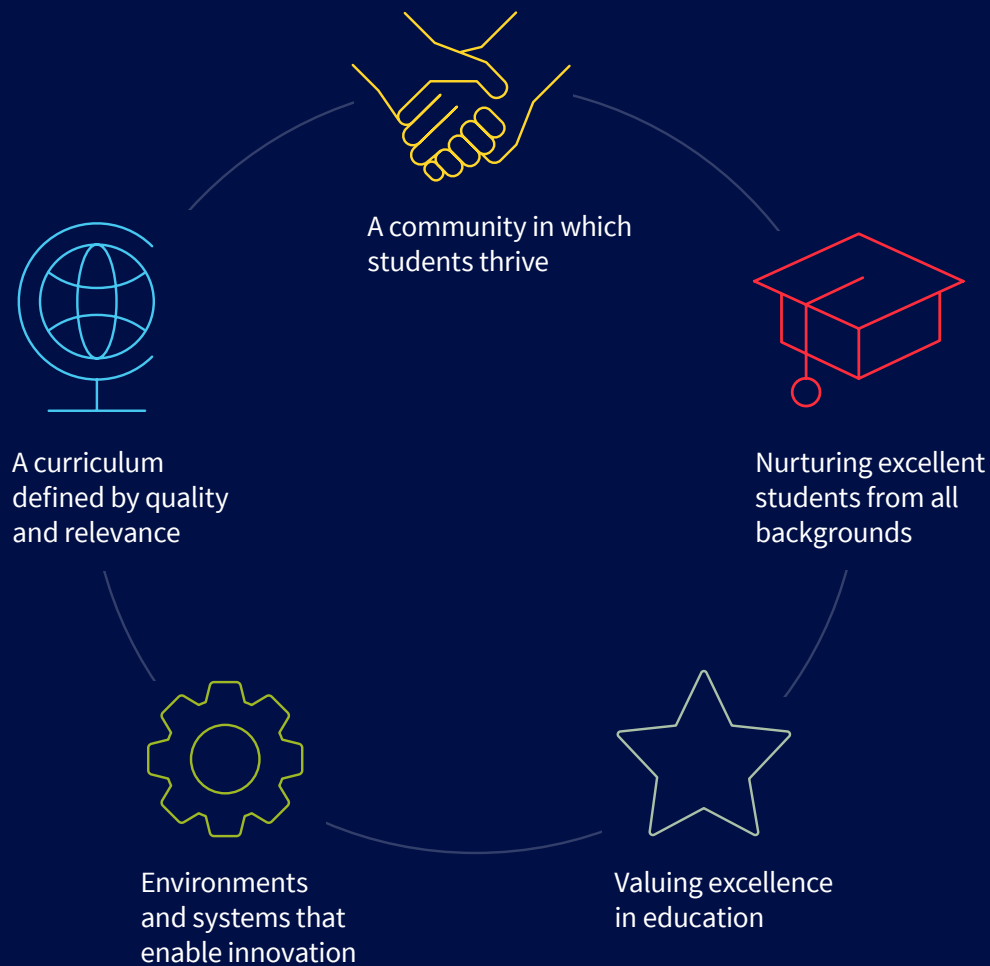 A community in which
students thrive
A curriculum
defined by quality
and relevance
Nurturing excellent
students from all
backgrounds
Environments
and systems that
enable innovation
Valuing excellence
in education